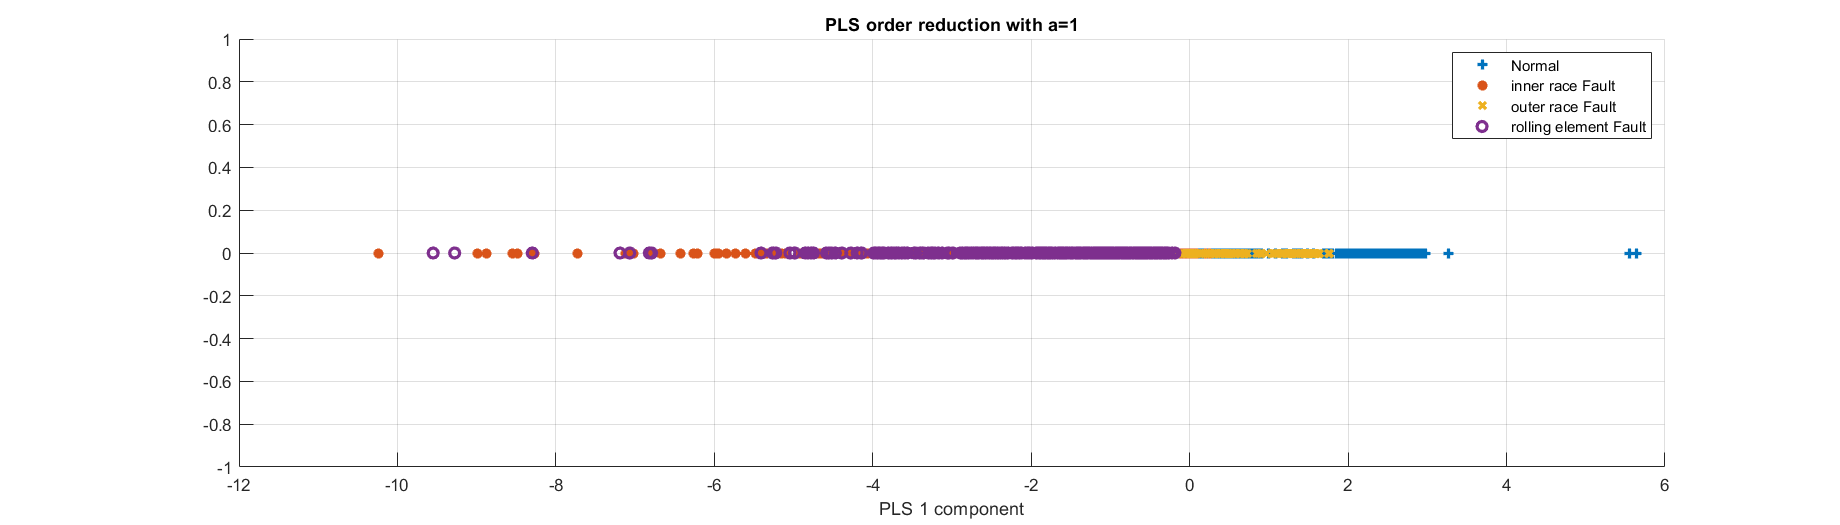 PLS order reduction with a=1
1
0.8
0.6
0.4
0.2
0
-0.2
-0.4
-0.6
-0.8
-1
Normal
inner race Fault
outer race Fault
rolling element Fault
-12 -10 -8 -6 -4 -2 0 2 4 6
PLS 1 component